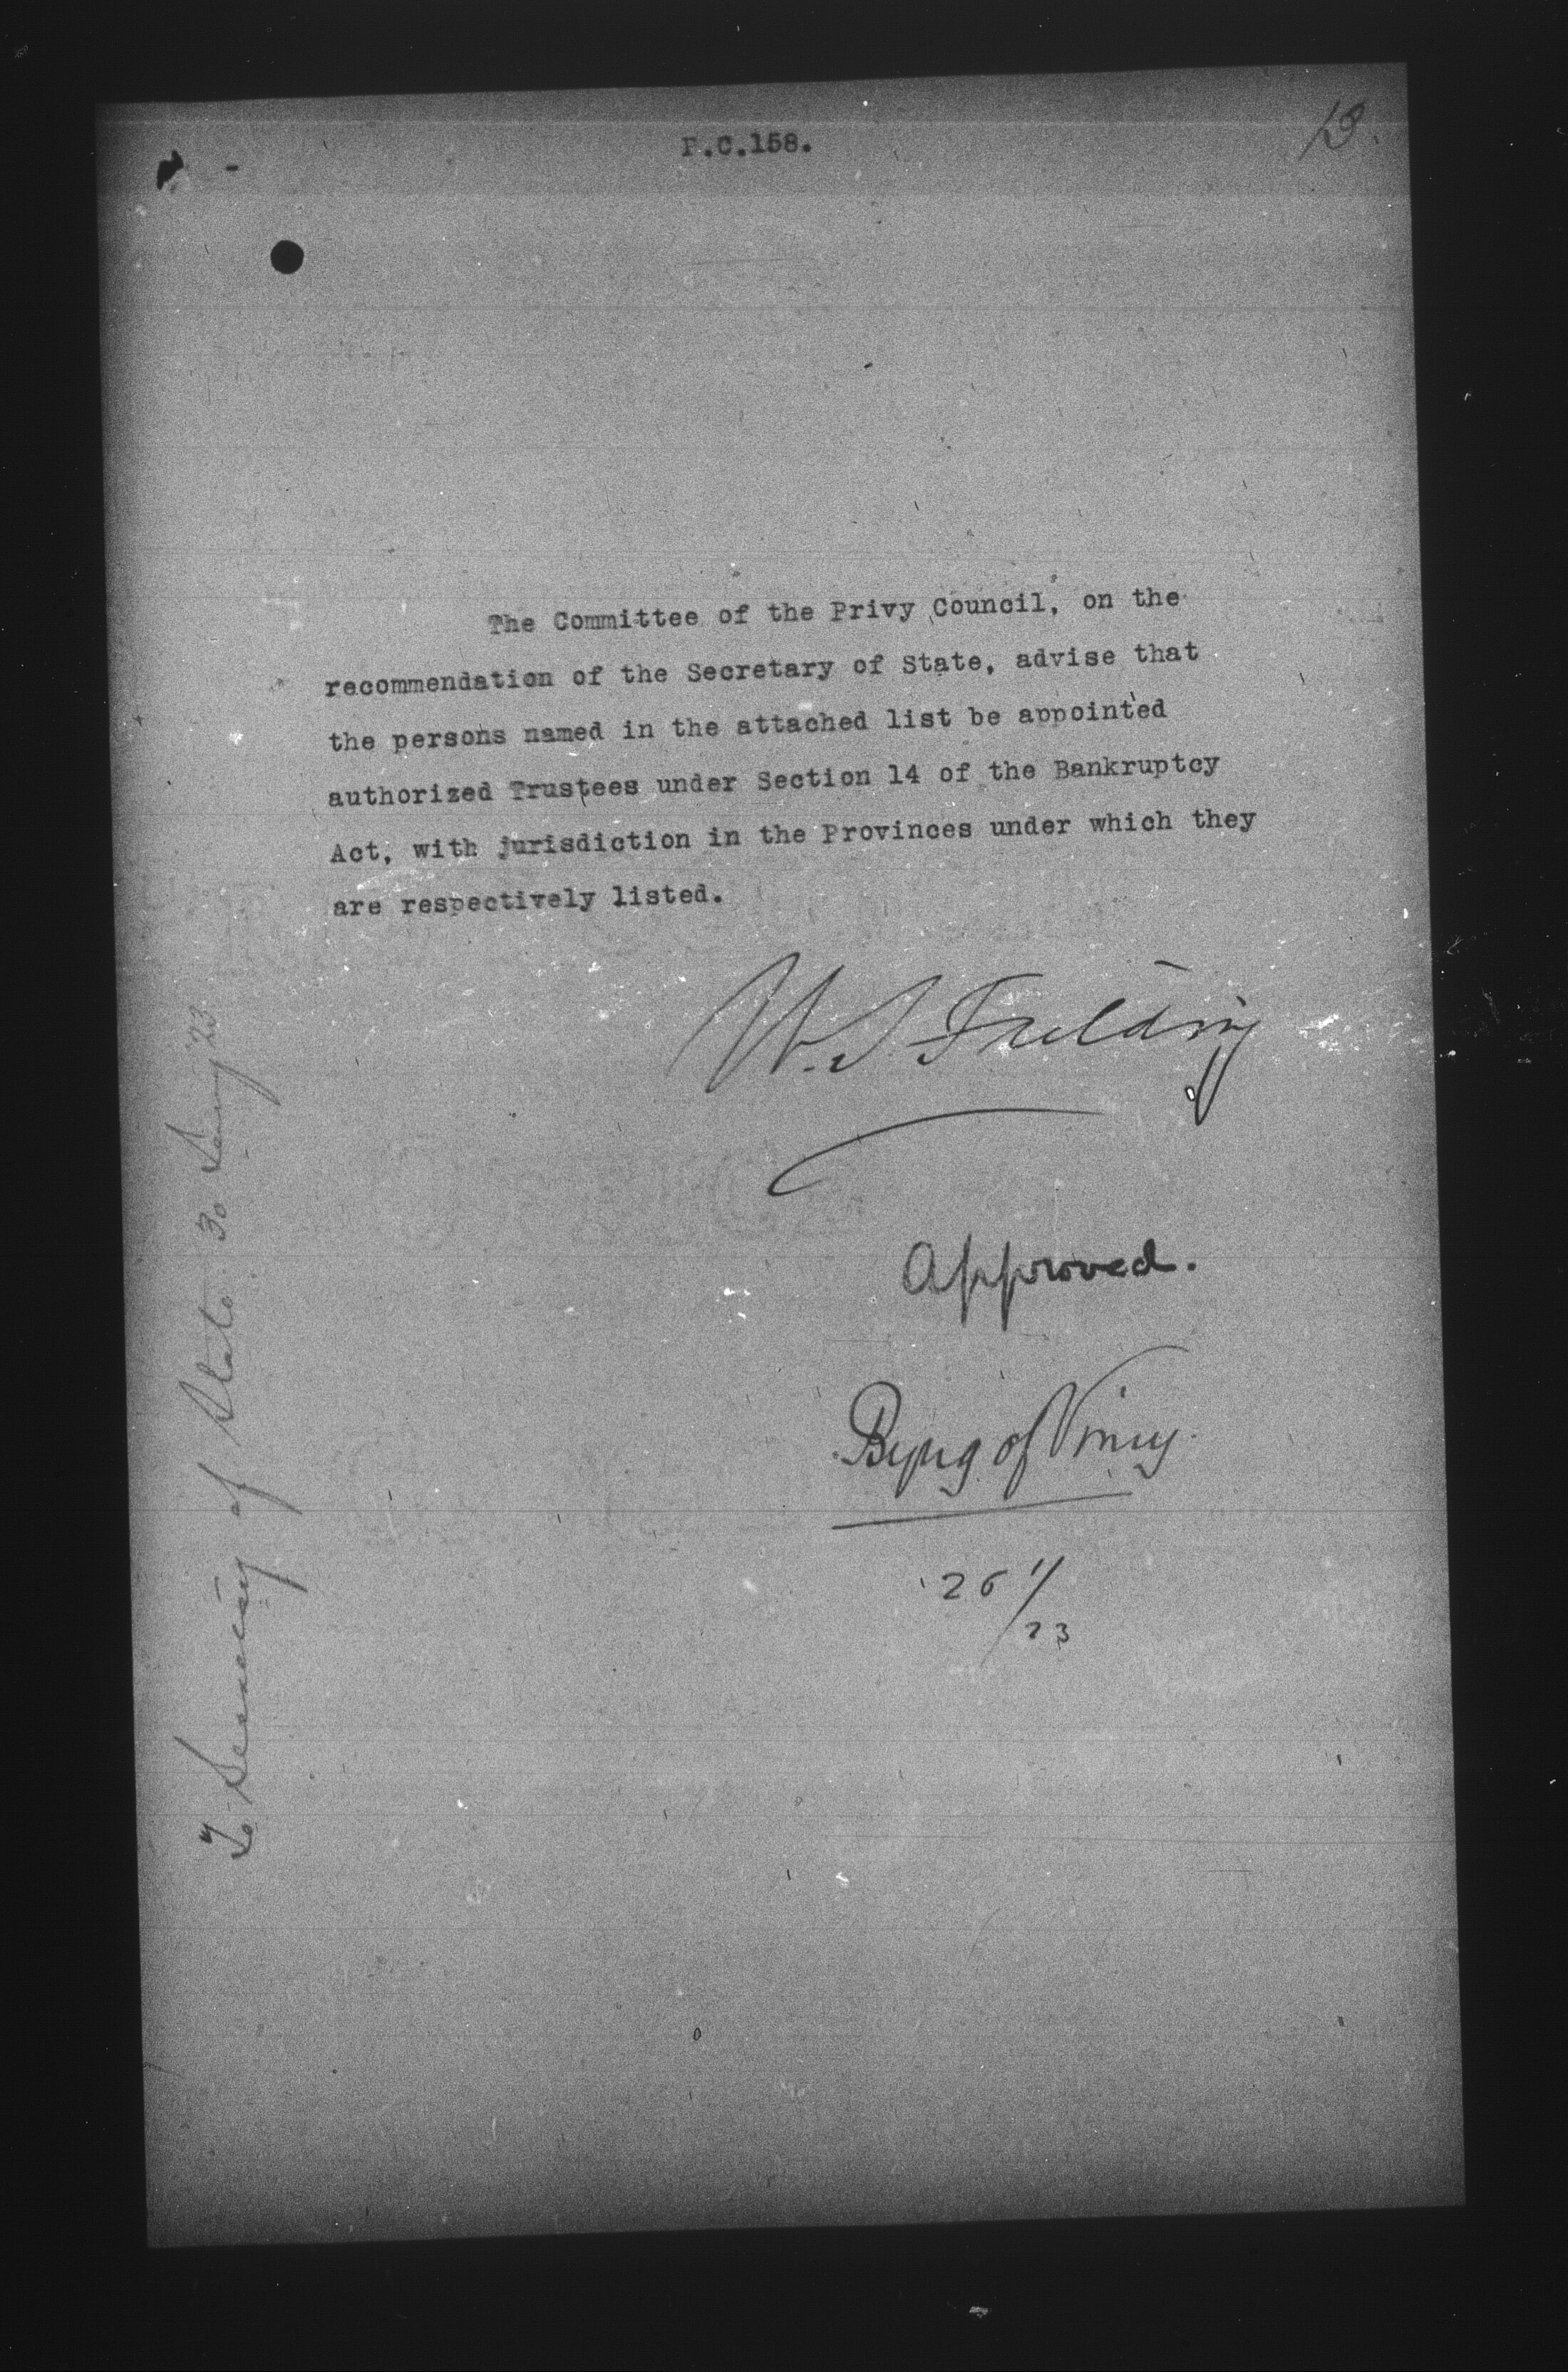 P.C.158.
13.
The Committee of the Privy Council, on the
recommendation of the Secretary of State, advise that
the persons named in the attached list be appointed
authorized Trustees under Section 14 of the Bankruptcy
Act, with jurisdiction in the Provinces under which they
are respectively listed.
W. S. Fielding
Approved.
Byng of Vimy.
26 1/
23
To Secretary of State 30 Jany 23